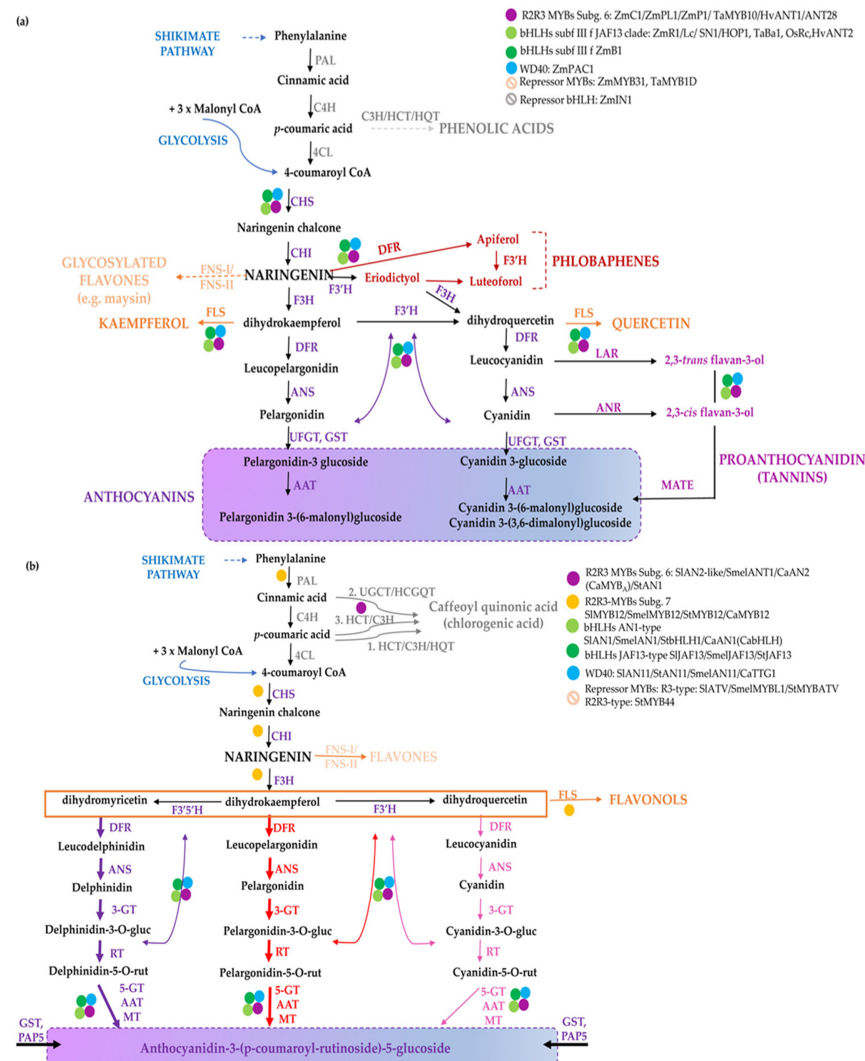 (a)
SHIKIMATE
PATHWAY
Phenylalanine
PAL
Cinnamic acid
C4H
+ 3 x Malonyl CoA
C3H/HCT/HQT
p-coumaric acid
PHENOLIC ACIDS
GLYCOLYSIS
4CL
4-coumaroyl CoA
R2R3 MYBs Subg. 6: ZmC1/ZmPL1/ZmP1/ TaMYB10/HvANT1/ANT28
bHLHs subf III f JAF13 clade: ZmR1/Lc/ SN1/HOP1, TaBa1, OsRc,HvANT2
bHLHs subf III f ZmB1
WD40: ZmPAC1
Repressor MYBs: ZmMYB31, TaMYB1D
Repressor bHLH: ZmIN1
CHS
Naringenin chalcone
CHI
DFR
Apiferol
F3'H
Luteoforol
PHLOBAPHENES
GLYCOSYLATED
FLAVONES
(e.g. maysin)
FNS-I/
FNS-II
NARINGENIN
F3'H
Eriodictyol
F3H
F3H
KAEMPFEROL
FLS
dihydrokaempferol
F3'H
dihydroquercetin
FLS
QUERCETIN
DFR
DFR
Leucopelargonidin
Leucocyanidin
LAR
2,3-trans flavan-3-ol
ANS
ANS
Pelargonidin
Cyanidin
ANR
2,3-cis flavan-3-ol
UFGT, GST
UFGT, GST
Pelargonidin-3 glucoside
Cyanidin 3-glucoside
PROANTHOCYANIDIN
(TANNINS)
ANTHOCYANINS
AAT
AAT
MATE
Pelargonidin 3-(6-malonyl)glucoside
Cyanidin 3-(6-malonyl)glucoside
Cyanidin 3-(3,6-dimalonyl)glucoside
(b)
SHIKIMATE
PATHWAY
Phenylalanine
PAL
2. UGCT/HCGQT
Cinnamic acid
C4H
3. HCT/C3H
Caffeoyl quinonic acid
(chlorogenic acid)
p-coumaric acid
1. HCT/C3H/HQT
+ 3 x Malonyl CoA
4CL
GLYCOLYSIS
4-coumaroyl CoA
R2R3 MYBs Subg. 6: SlAN2-like/SmelANT1/CaAN2
(CaMYBA)/StAN1
R2R3-MYBs Subg. 7
SlMYB12/SmelMYB12/StMYB12/CaMYB12
bHLHs AN1-type
SlAN1/SmelAN1/StbHLH1/CaAN1(CabHLH)
bHLHs JAF13-type SlJAF13/SmelJAF13/StJAF13
WD40: SlAN11/StAN11/SmelAN11/CaTTG1
Repressor MYBs: R3-type: SlATV/SmelMYBL1/StMYBATV
R2R3-type: StMYB44
CHS
Naringenin chalcone
CHI
NARINGENIN
FNS-I/
FNS-II
FLAVONES
F3H
dihydromyricetin
F3'5'H
dihydrokaempferol
F3'H
dihydroquercetin
FLS
FLAVONOLS
DFR
DFR
DFR
Leucodelphinidin
Leucopelargonidin
Leucocyanidin
ANS
ANS
ANS
Delphinidin
Pelargonidin
Cyanidin
3-GT
3-GT
3-GT
Delphinidin-3-O-gluc
Pelargonidin-3-O-gluc
Cyanidin-3-O-gluc
RT
RT
RT
Delphinidin-5-O-rut
Pelargonidin-5-O-rut
Cyanidin-5-O-rut
5-GT
AAT
MT
5-GT
AAT
MT
5-GT
AAT
MT
GST,
PAP5
GST,
PAP5
Anthocyanidin-3-(p-coumaroyl-rutinoside)-5-glucoside